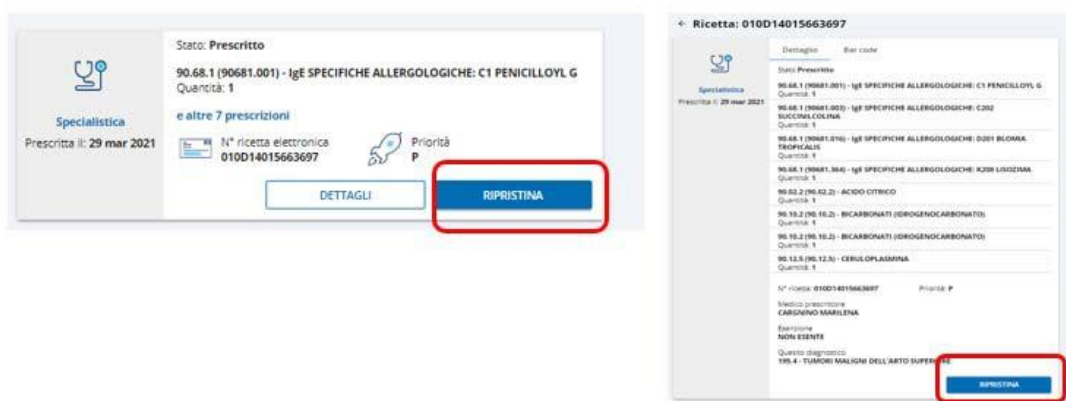 Stato: Prescritto
90.68.1 (90681.001) - IgE SPECIFICHE ALLERGOLOGICHE: C1 PENICILLOYL G
Quantità: 1
e altre 7 prescrizioni
Specialistica
Prescritta il: 29 mar 2021
N° ricetta elettronica
010D14015663697
Priorità
P
DETTAGLI
RIPRISTINA
← Ricetta: 010D14015663697
Dettaglio Bar code
Specialistica
Prescritta il: 29 mar 2021
Stato Prescritto
90.68.1 (90681.001) - IgE SPECIFICHE ALLERGOLOGICHE: C1 PENICILLOYL G
Quantità: 1
90.68.1 (90681.003) - IgE SPECIFICHE ALLERGOLOGICHE: C202
SUCCINILCOLINA
Quantità: 1
90.68.1 (90681.016) - IgE SPECIFICHE ALLERGOLOGICHE: D201 BLOMIA
TROPICALIS
Quantità: 1
90.68.1 (90681.364) - IgE SPECIFICHE ALLERGOLOGICHE: K208 LISOZIMA
Quantità: 1
90.02.2 (90.02.2) - ACIDO CITRICO
Quantità: 1
90.10.2 (90.10.2) - BICARBONATI (IDROGENOCARBONATO)
Quantità: 1
90.10.2 (90.10.2) - BICARBONATI (IDROGENOCARBONATO)
Quantità: 1
90.12.5 (90.12.5) - CERULOPLASMINA
Quantità: 1
N° ricetta: 010D14015663697 Priorità: P
Medico prescrittore
CARGNINO MARILENA
Esenzione
NON ESENTE
Quesito diagnostico
195.4 - TUMORI MALIGNI DELL'ARTO SUPERIORE
RIPRISTINA